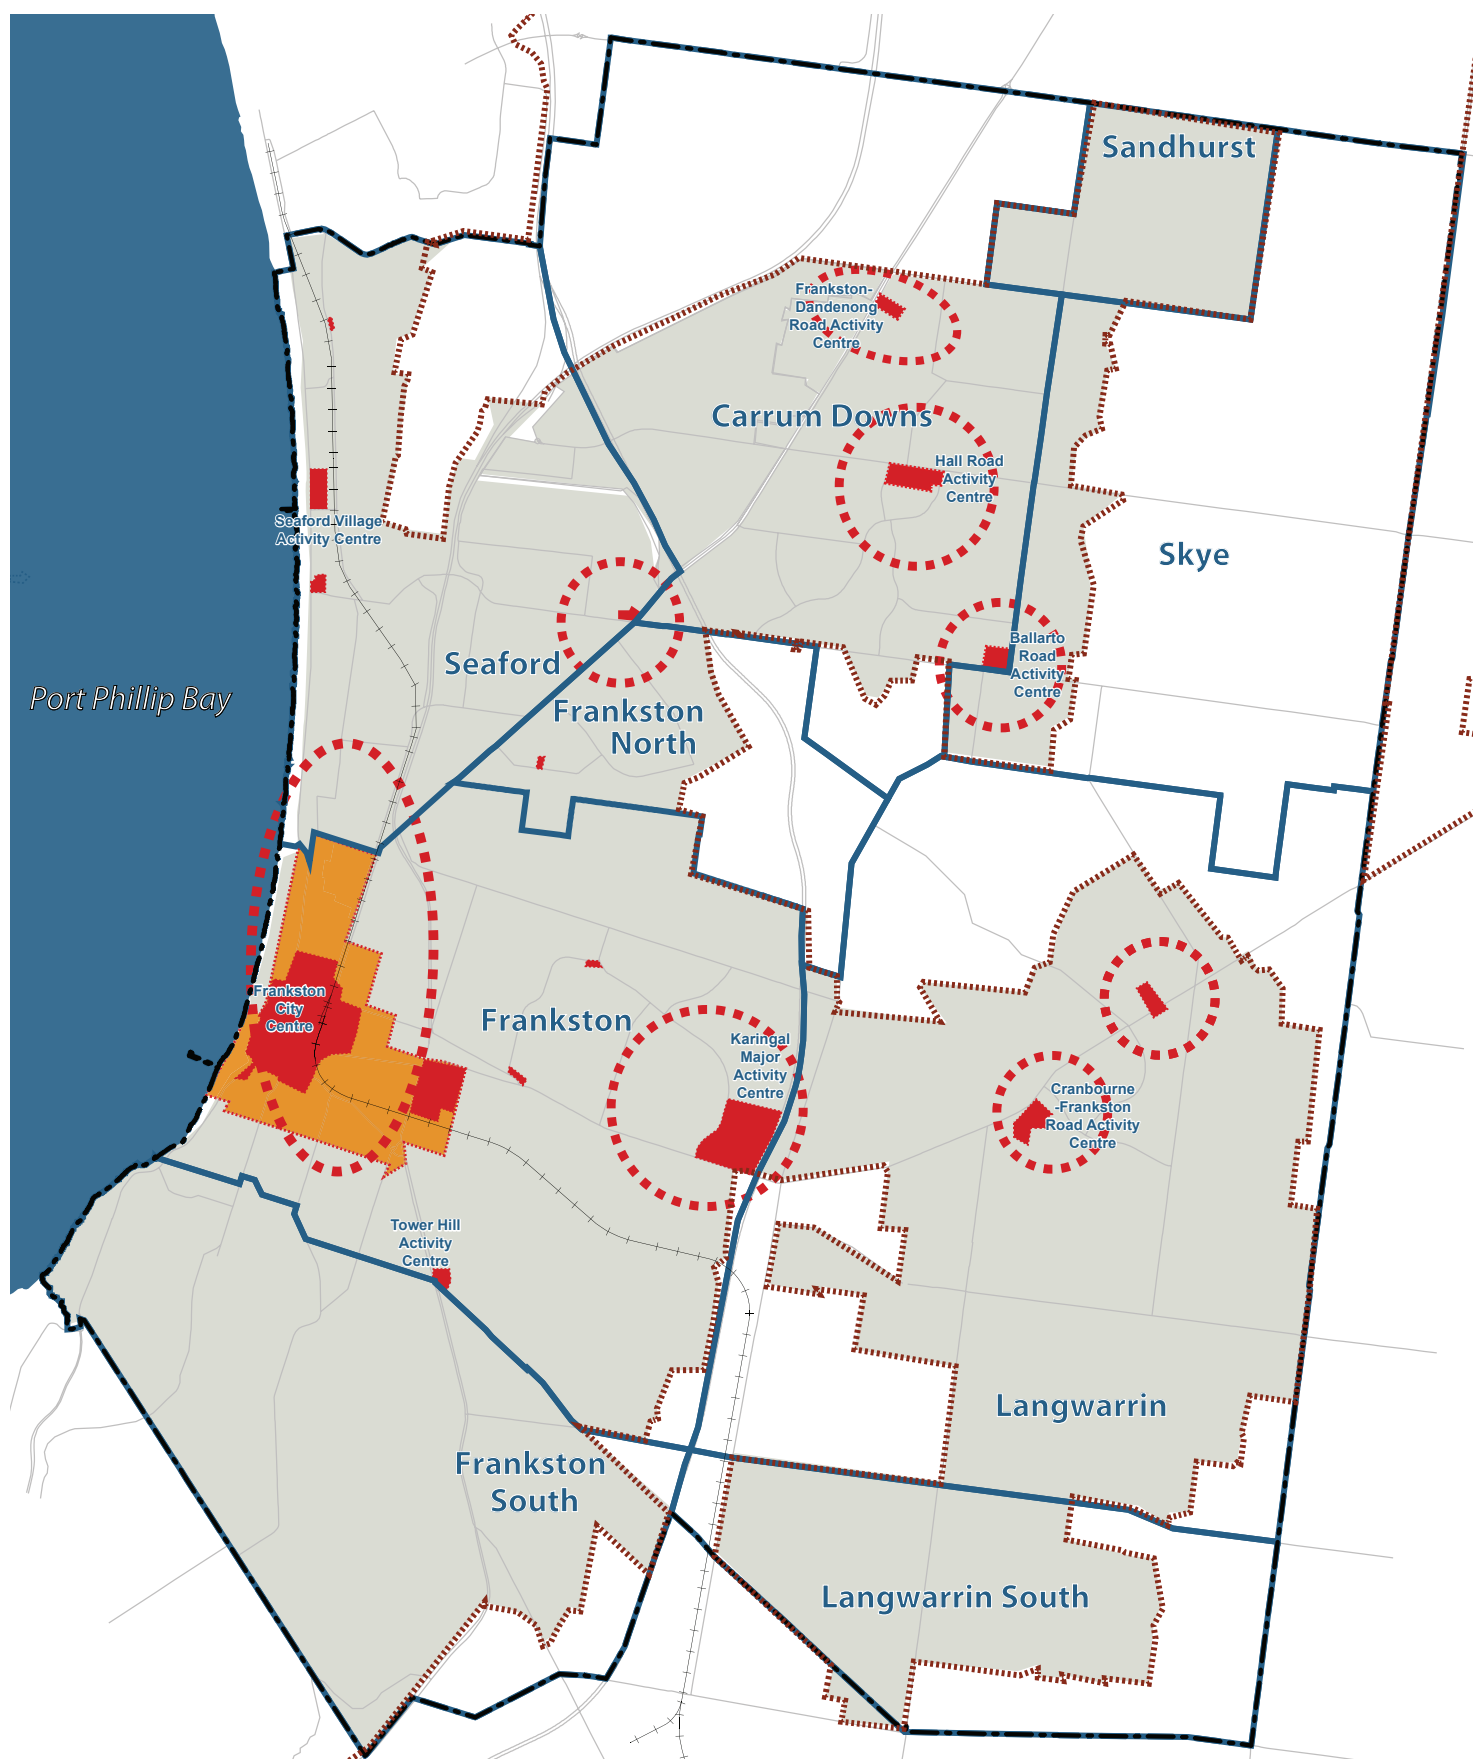 Sandhurst
Frankston-
Dandenong
Road Activity
Centre
Carrum Downs
Hall Road
Activity
Centre
Seaford Village
Activity Centre
Skye
Ballarto
Road
Activity
Centre
Seaford
Port Phillip Bay
Frankston
North
Frankston
City
Centre
Frankston
Karingal
Major
Activity
Centre
Cranbourne
-Frankston
Road Activity
Centre
Tower Hill
Activity
Centre
Langwarrin
Frankston
South
Langwarrin South